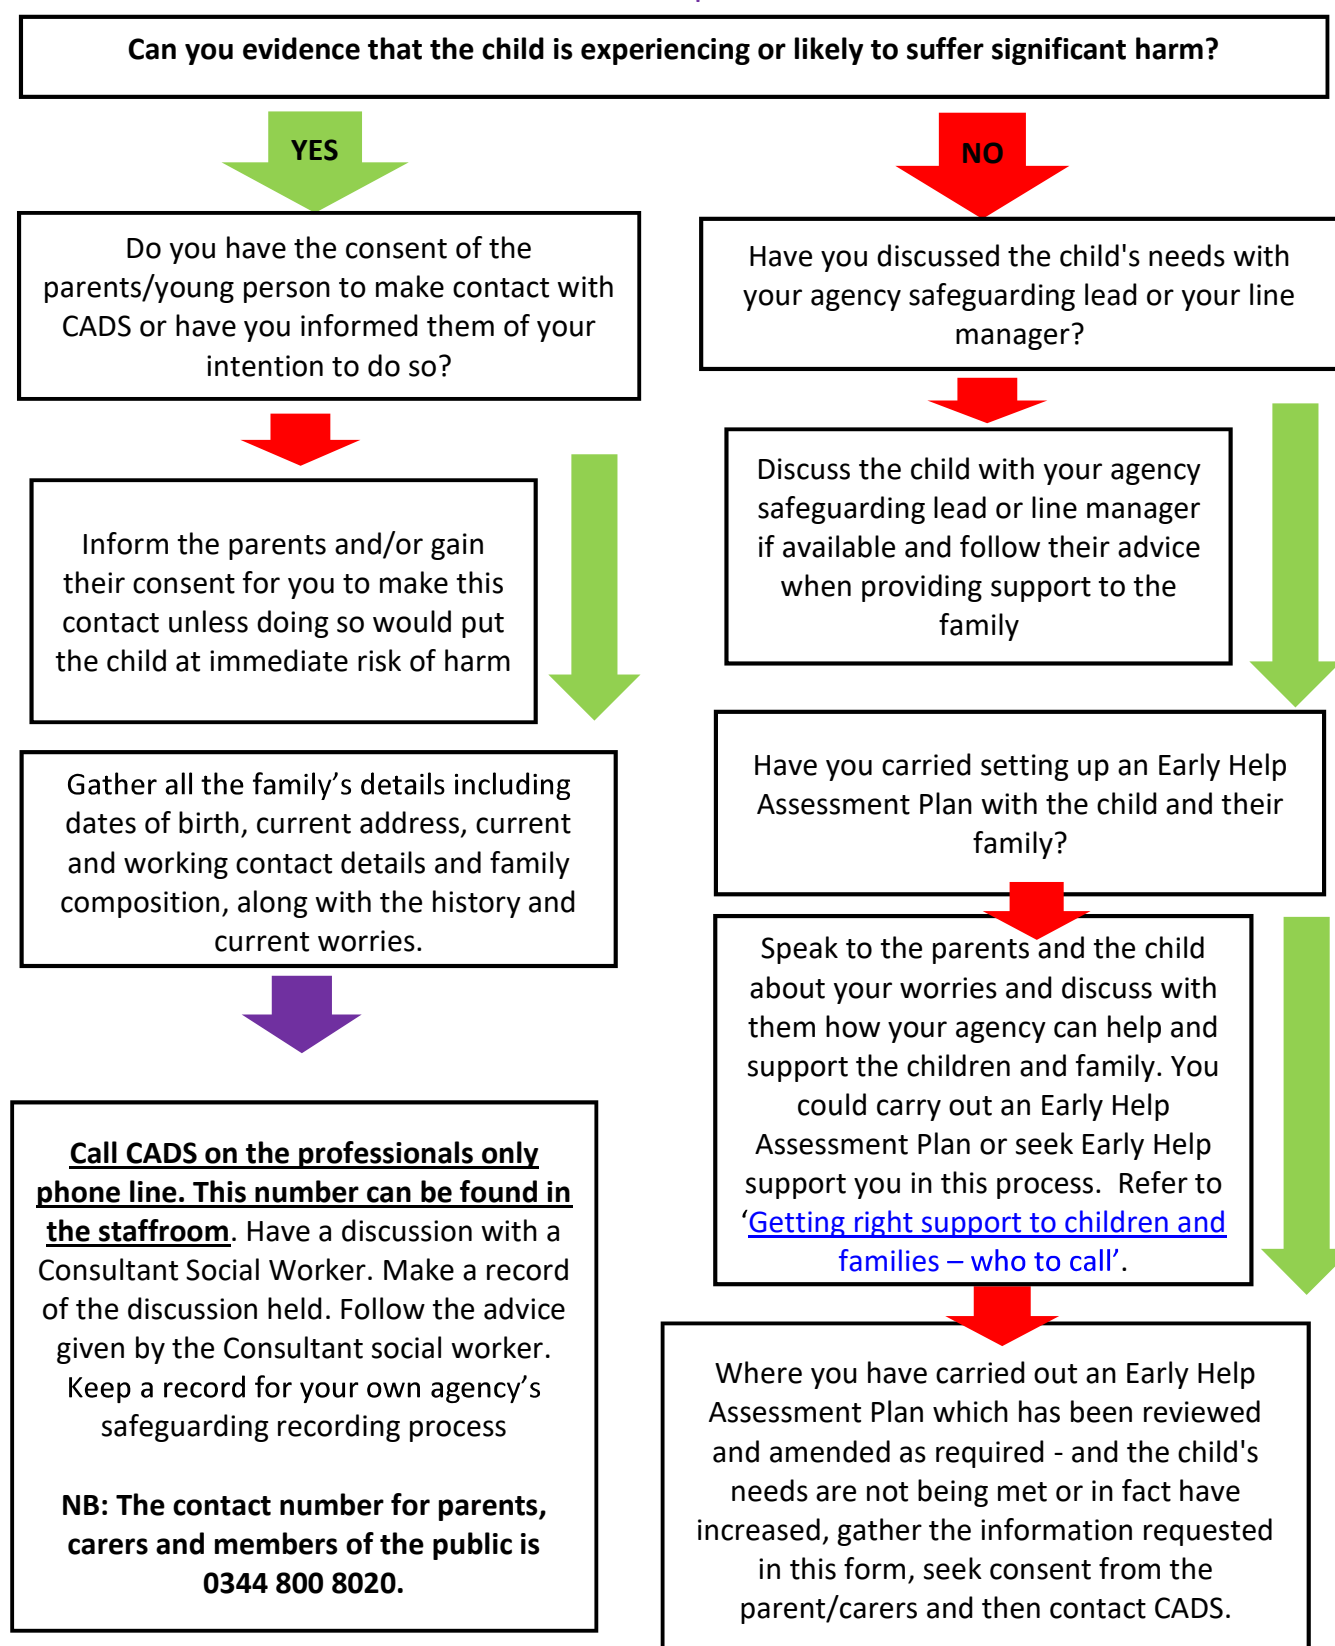 Can you evidence that the child is experiencing or likely to suffer significant harm?
YES
NO
Do you have the consent of the
parents/young person to make contact with
CADS or have you informed them of your
intention to do so?
Have you discussed the child's needs with
your agency safeguarding lead or your line
manager?
Inform the parents and/or gain
their consent for you to make this
contact unless doing so would put
the child at immediate risk of harm
Discuss the child with your agency
safeguarding lead or line manager
if available and follow their advice
when providing support to the
family
Gather all the family’s details including
dates of birth, current address, current
and working contact details and family
composition, along with the history and
current worries.
Have you carried setting up an Early Help
Assessment Plan with the child and their
family?
Speak to the parents and the child
about your worries and discuss with
them how your agency can help and
support the children and family. You
could carry out an Early Help
Assessment Plan or seek Early Help
support you in this process.  Refer to
‘Getting right support to children and
families – who to call’.
Call CADS on the professionals only
phone line. This number can be found in
the staffroom. Have a discussion with a
Consultant Social Worker. Make a record
of the discussion held. Follow the advice
given by the Consultant social worker.
Keep a record for your own agency’s
safeguarding recording process
NB: The contact number for parents,
carers and members of the public is
0344 800 8020.
Where you have carried out an Early Help
Assessment Plan which has been reviewed
and amended as required - and the child's
needs are not being met or in fact have
increased, gather the information requested
in this form, seek consent from the
parent/carers and then contact CADS.